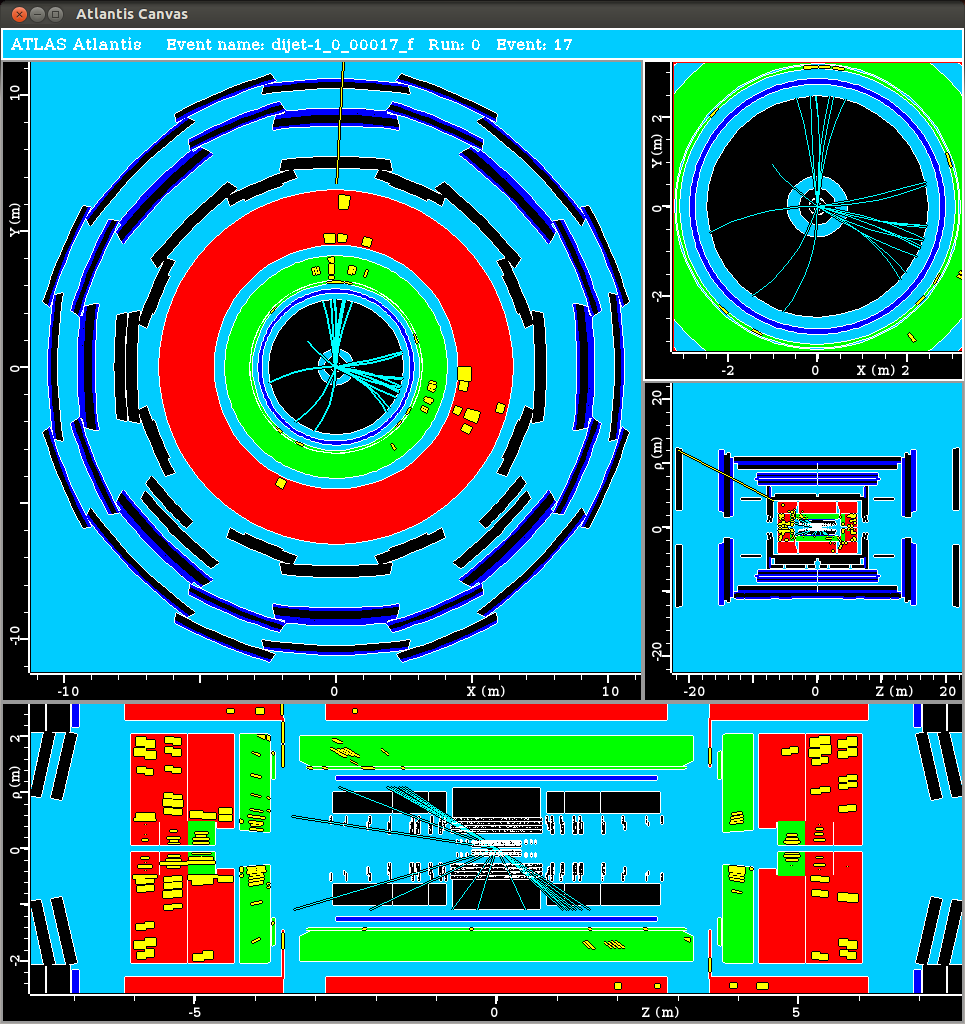 Atlantis Canvas
ATLAS Atlantis Event name: dijet-1_0_00017_f Run: 0 Event: 17
10
Y (m)
0
-10
-10 0 X (m) 10
2
Y (m)
0
-2
-2 0 X (m) 2
20
ρ (m)
0
-20
-20 0 Z (m) 20
2
ρ (m)
0
-2
-5 0 Z (m) 5